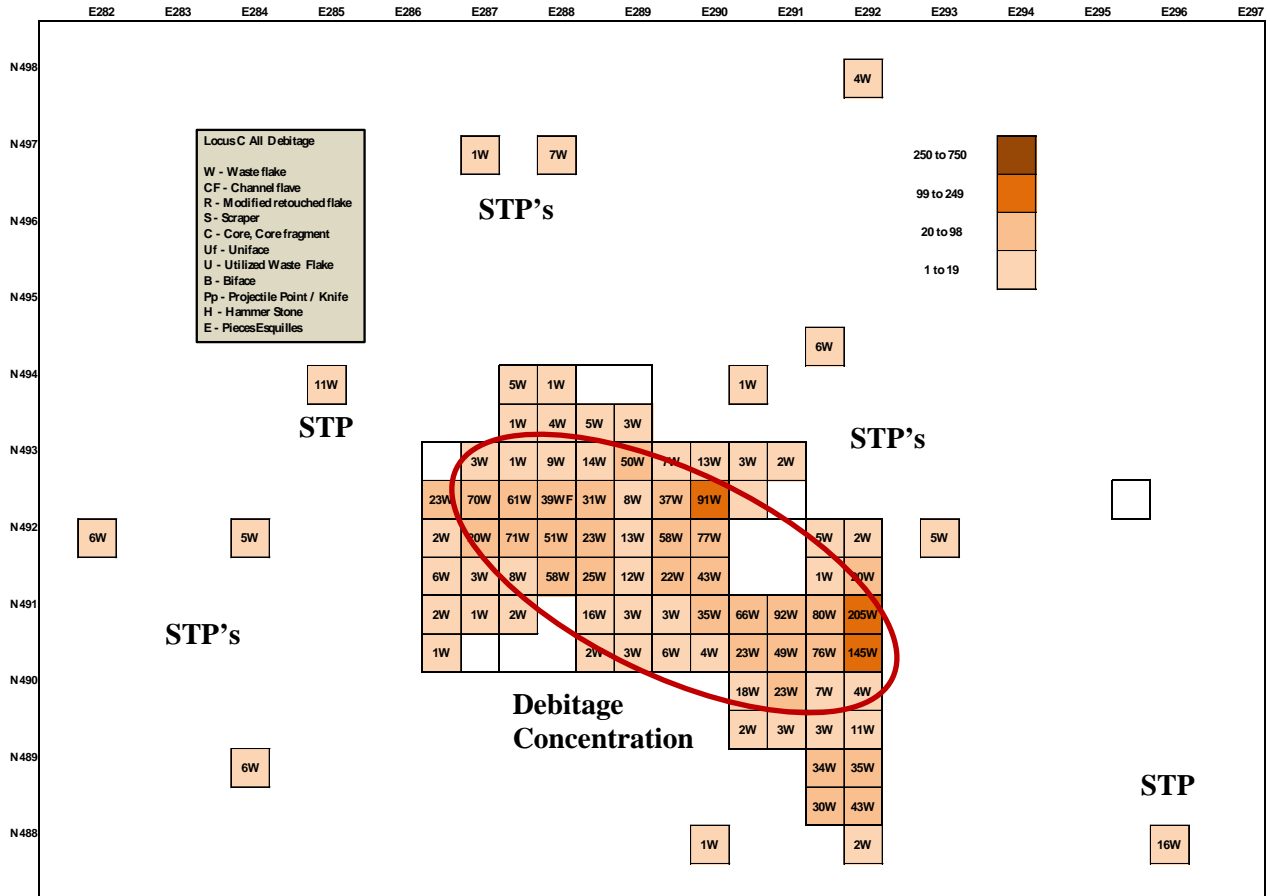 E282 E283 E284 E285 E286 E287 E288 E289 E290 E291 E292 E293 E294 E295 E296 E297
N498
4W
N497
Locus C All Debitage
W - Waste flake
CF - Channel flave
R - Modified retouched flake
S - Scraper
C - Core, Core fragment
Uf - Uniface
U - Utilized Waste Flake
B - Biface
Pp - Projectile Point / Knife
H - Hammer Stone
E - Pieces Esquilles
1W 7W
250 to 750
99 to 249
20 to 98
1 to 19
STP's
N496
N495
6W
N494
11W 5W 1W 1W
STP
1W 4W 5W 3W
STP's
N493
3W 1W 9W 14W 50W 7W 13W 3W 2W
23W 70W 61W 39WF 31W 8W 37W 91W
N492
6W 5W 2W 20W 71W 51W 23W 13W 58W 77W 5W 2W 5W
6W 3W 8W 58W 25W 12W 22W 43W 1W 20W
N491
2W 1W 2W 16W 3W 3W 35W 66W 92W 80W 205W
STP's
1W 2W 3W 6W 4W 23W 49W 76W 145W
N490
18W 23W 7W 4W
Debitage
Concentration
2W 3W 3W 11W
N489
6W 34W 35W
STP
30W 43W
N488
1W 2W 16W